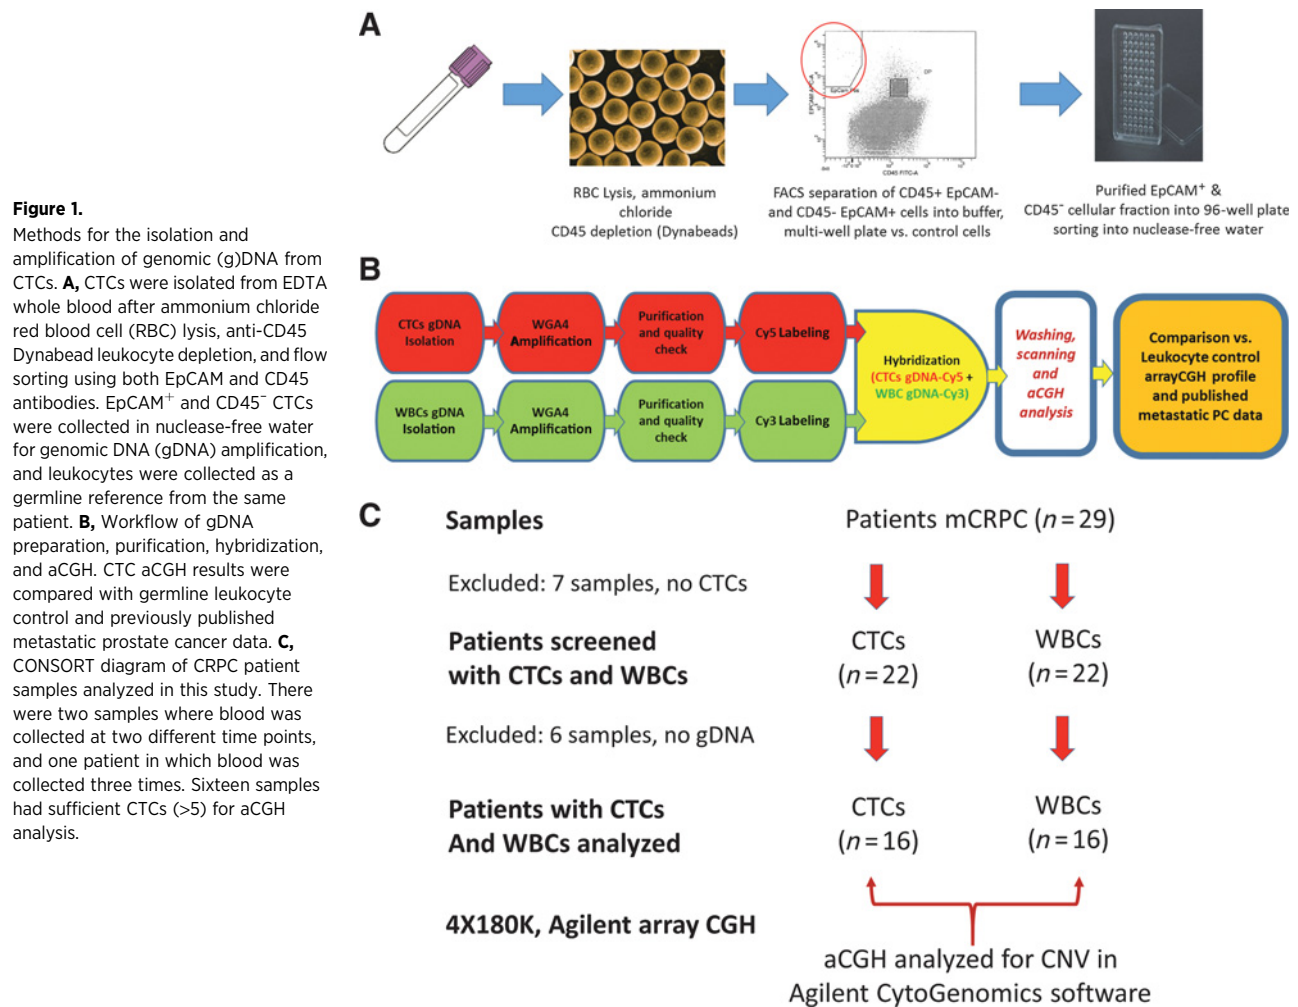 Figure 1.
Methods for the isolation and
amplification of genomic (g)DNA from
CTCs. A, CTCs were isolated from EDTA
whole blood after ammonium chloride
red blood cell (RBC) lysis, anti-CD45
Dynabead leukocyte depletion, and flow
sorting using both EpCAM and CD45
antibodies. EpCAM⁺ and CD45⁻ CTCs
were collected in nuclease-free water
for genomic DNA (gDNA) amplification,
and leukocytes were collected as a
germline reference from the same
patient. B, Workflow of gDNA
preparation, purification, hybridization,
and aCGH. CTC aCGH results were
compared with germline leukocyte
control and previously published
metastatic prostate cancer data. C,
CONSORT diagram of CRPC patient
samples analyzed in this study. There
were two samples where blood was
collected at two different time points,
and one patient in which blood was
collected three times. Sixteen samples
had sufficient CTCs (>5) for aCGH
analysis.
A
DP
CD45 FITC-A
RBC Lysis, ammonium
chloride
CD45 depletion (Dynabeads)
FACS separation of CD45+ EpCAM-
and CD45- EpCAM+ cells into buffer,
multi-well plate vs. control cells
Purified EpCAM⁺ &
CD45⁻ cellular fraction into 96-well plate
sorting into nuclease-free water
B
CTCs gDNA
Isolation
WGA4
Amplification
Purification
and quality
check
Cy5 Labeling
WBCs gDNA
Isolation
WGA4
Amplification
Purification
and quality
check
Cy3 Labeling
Hybridization
(CTCs gDNA-Cy5 +
WBC gDNA-Cy3)
Washing,
scanning
and
aCGH
analysis
Comparison vs.
Leukocyte control
arrayCGH profile
and published
metastatic PC data
C
Samples
Patients mCRPC (n = 29)
Excluded: 7 samples, no CTCs
Patients screened
with CTCs and WBCs
CTCs
(n = 22)
WBCs
(n = 22)
Excluded: 6 samples, no gDNA
Patients with CTCs
And WBCs analyzed
CTCs
(n = 16)
WBCs
(n = 16)
4X180K, Agilent array CGH
aCGH analyzed for CNV in
Agilent CytoGenomics software